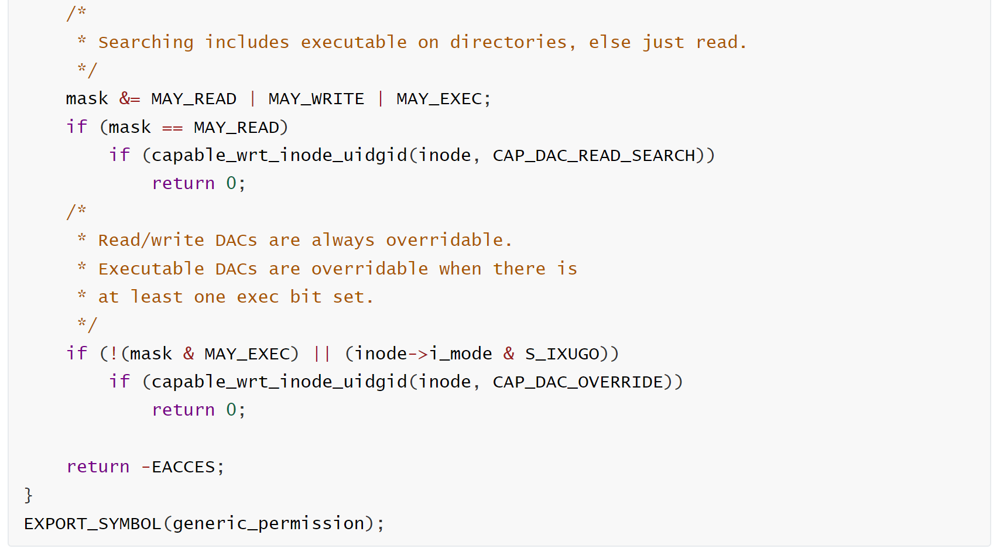 /*
 * Searching includes executable on directories, else just read.
 */
mask &= MAY_READ | MAY_WRITE | MAY_EXEC;
if (mask == MAY_READ)
    if (capable_wrt_inode_uidgid(inode, CAP_DAC_READ_SEARCH))
        return 0;
/*
 * Read/write DACs are always overridable.
 * Executable DACs are overridable when there is
 * at least one exec bit set.
 */
if (!(mask & MAY_EXEC) || (inode->i_mode & S_IXUGO))
    if (capable_wrt_inode_uidgid(inode, CAP_DAC_OVERRIDE))
        return 0;
return -EACCES;
}
EXPORT_SYMBOL(generic_permission);